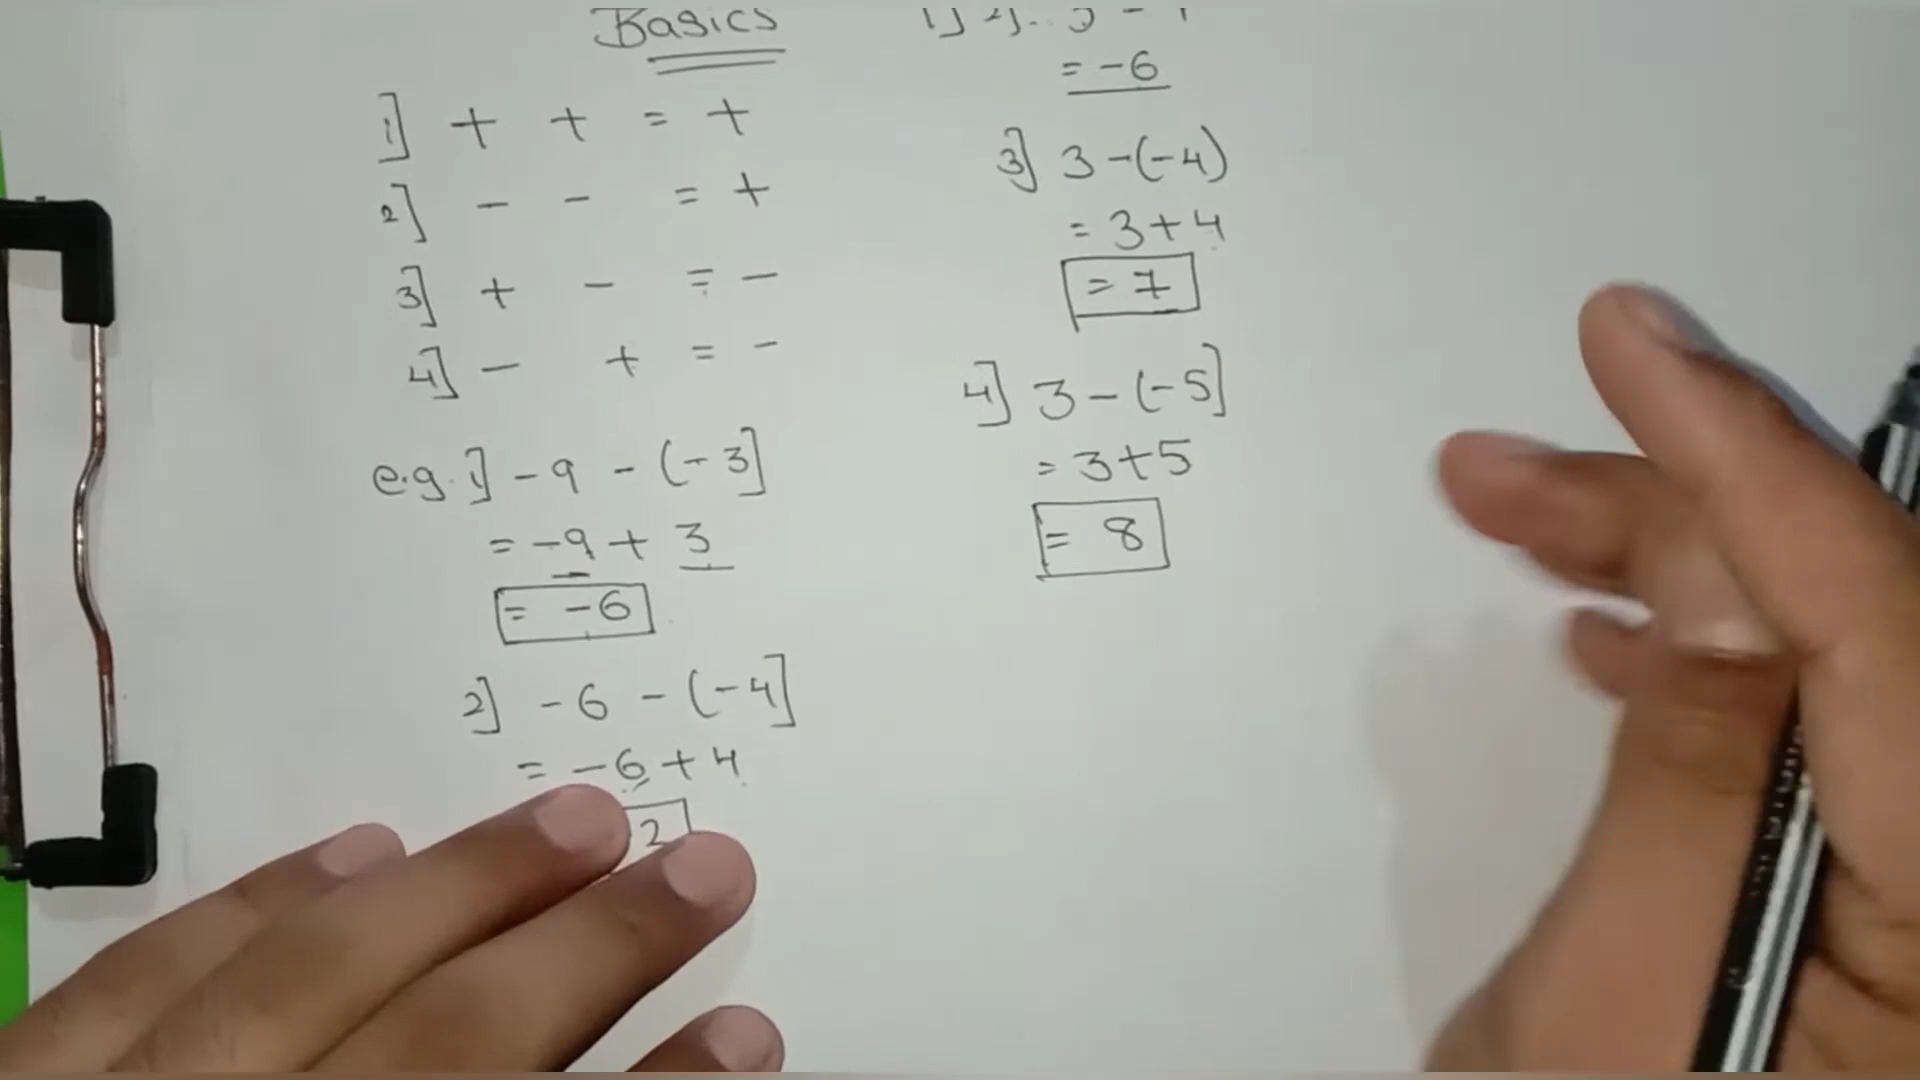 Basics
1] + + = +
2] - - = +
3] + - = -
4] - + = -
e.g. 1] -9 - (-3]
= -9 + 3
= -6
2] -6 - (-4]
= -6 + 4
2
= -6
3] 3 -(-4)
= 3+4
= 7
4] 3 - (-5]
= 3+5
= 8